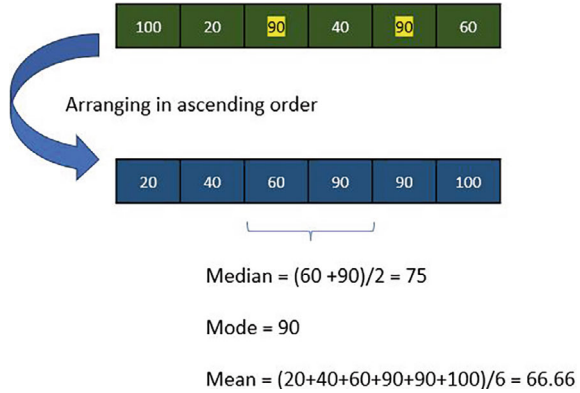 100 20 90 40 90 60
Arranging in ascending order
20 40 60 90 90 100
Median = (60 +90)/2 = 75
Mode = 90
Mean = (20+40+60+90+90+100)/6 = 66.66